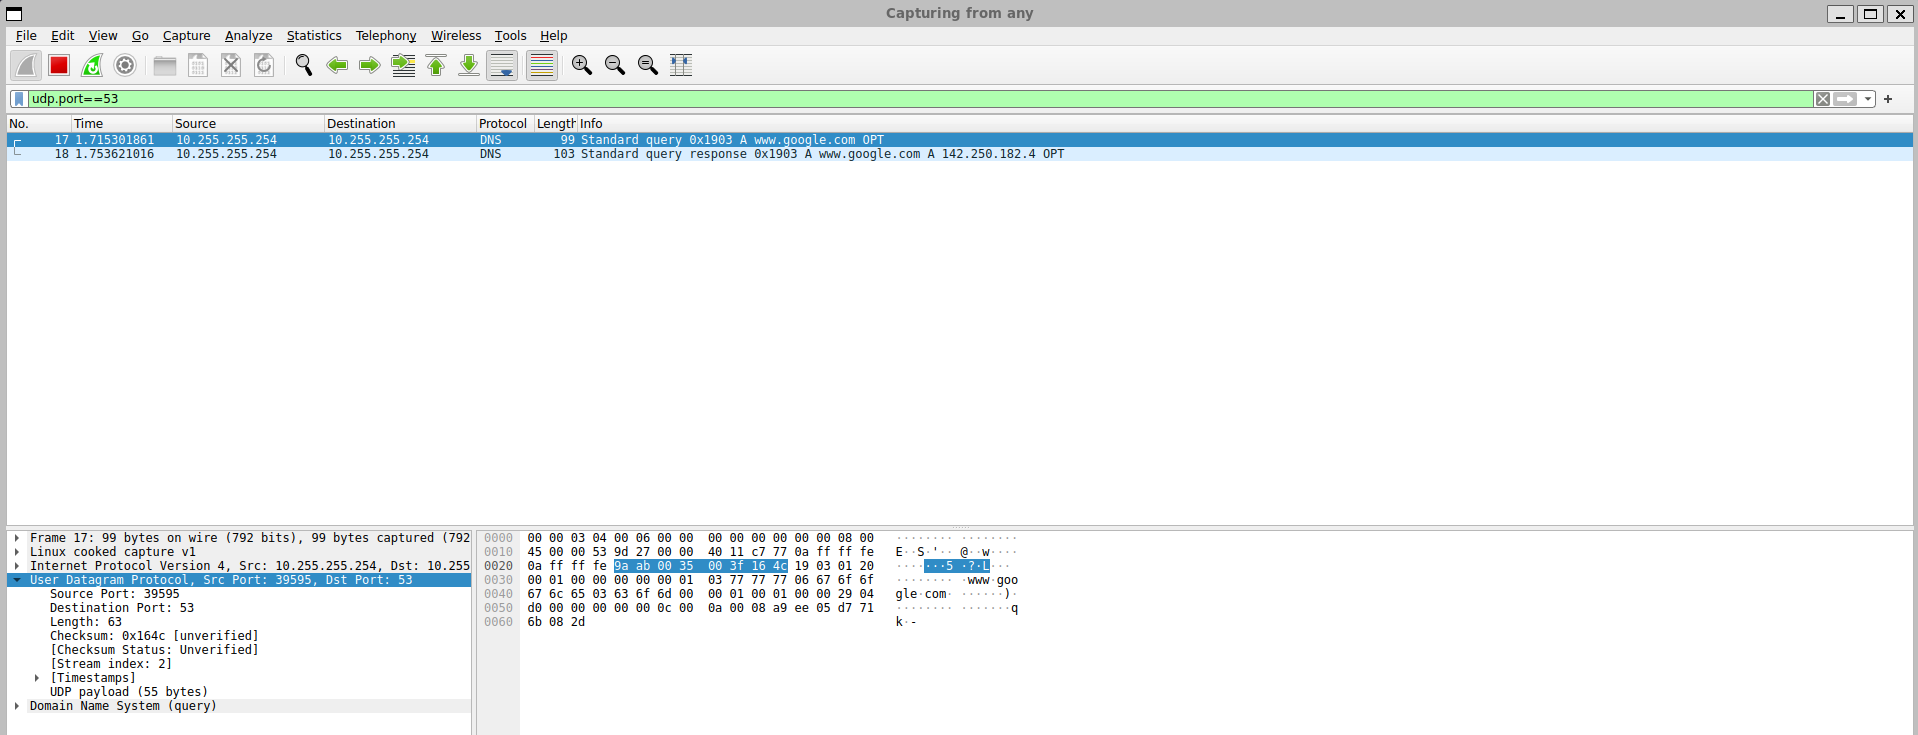 Capturing from any
File Edit View Go Capture Analyze Statistics Telephony Wireless Tools Help
udp.port==53
No. Time Source Destination Protocol Length Info
17 1.715301861 10.255.255.254 10.255.255.254 DNS 99 Standard query 0x1903 A www.google.com OPT
18 1.753621016 10.255.255.254 10.255.255.254 DNS 103 Standard query response 0x1903 A www.google.com A 142.250.182.4 OPT
Frame 17: 99 bytes on wire (792 bits), 99 bytes captured (792
Linux cooked capture v1
Internet Protocol Version 4, Src: 10.255.255.254, Dst: 10.255
User Datagram Protocol, Src Port: 39595, Dst Port: 53
Source Port: 39595
Destination Port: 53
Length: 63
Checksum: 0x164c [unverified]
[Checksum Status: Unverified]
[Stream index: 2]
[Timestamps]
UDP payload (55 bytes)
Domain Name System (query)
0000 00 00 03 04 00 06 00 00 00 00 00 00 00 00 08 00 ········ ········
0010 45 00 00 53 9d 27 00 00 40 11 c7 77 0a ff ff fe E··S·'·· @··w····
0020 0a ff ff fe 9a ab 00 35 00 3f 16 4c 19 03 01 20 ·······5 ·?·L···
0030 00 01 00 00 00 00 00 01 03 77 77 77 06 67 6f 6f ········ ·www·goo
0040 67 6c 65 03 63 6f 6d 00 00 01 00 01 00 00 29 04 gle·com· ······)·
0050 d0 00 00 00 00 00 0c 00 0a 00 08 a9 ee 05 d7 71 ········ ·······q
0060 6b 08 2d k·-